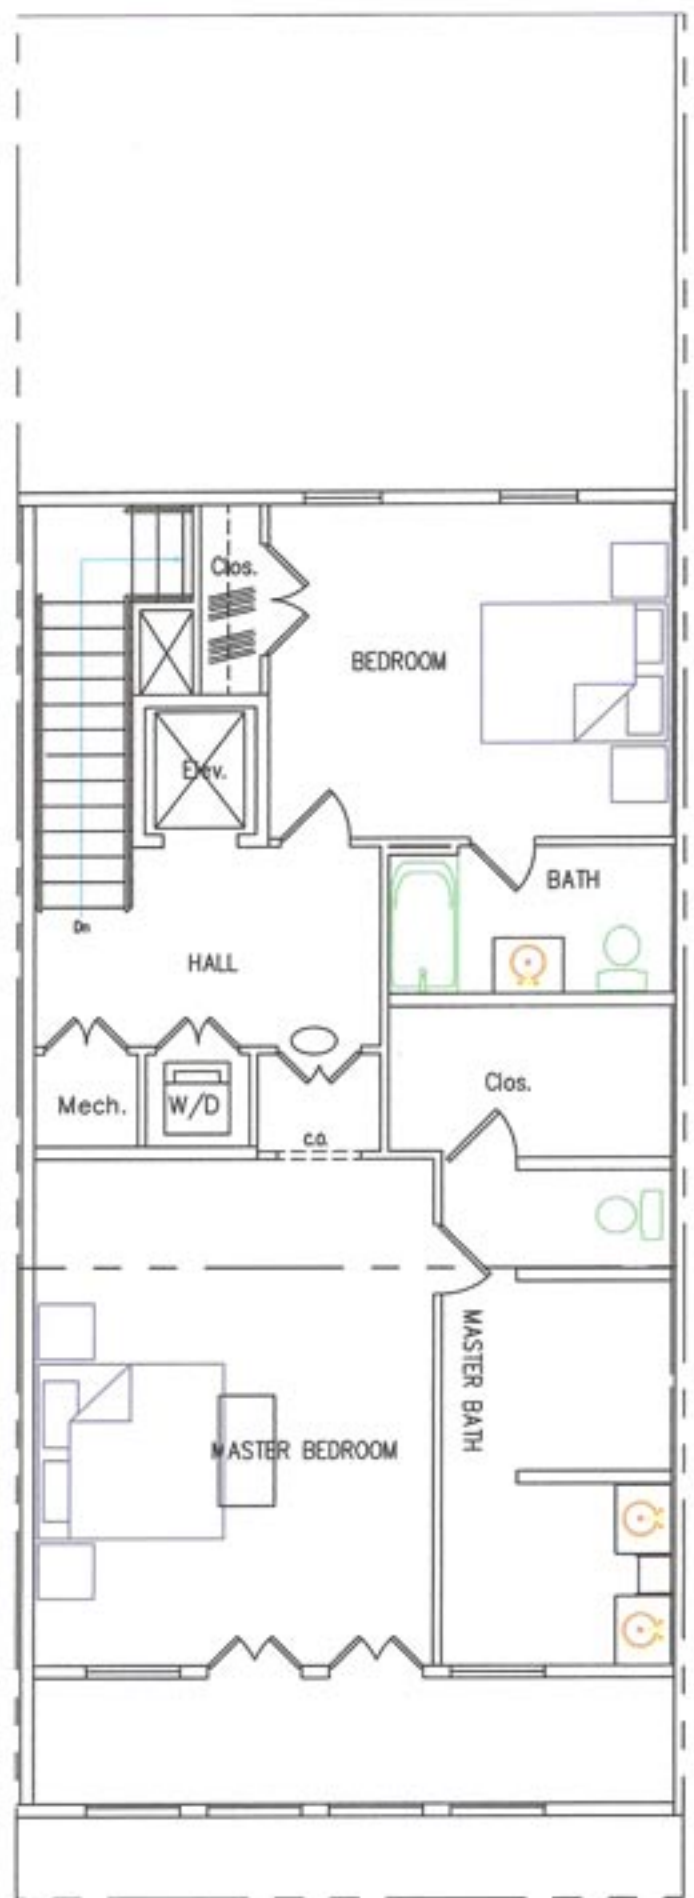 Clos.
BEDROOM
Elev.
BATH
Dn
HALL
Clos.
Mech.
W/D
c.o.
MASTER BATH
MASTER BEDROOM